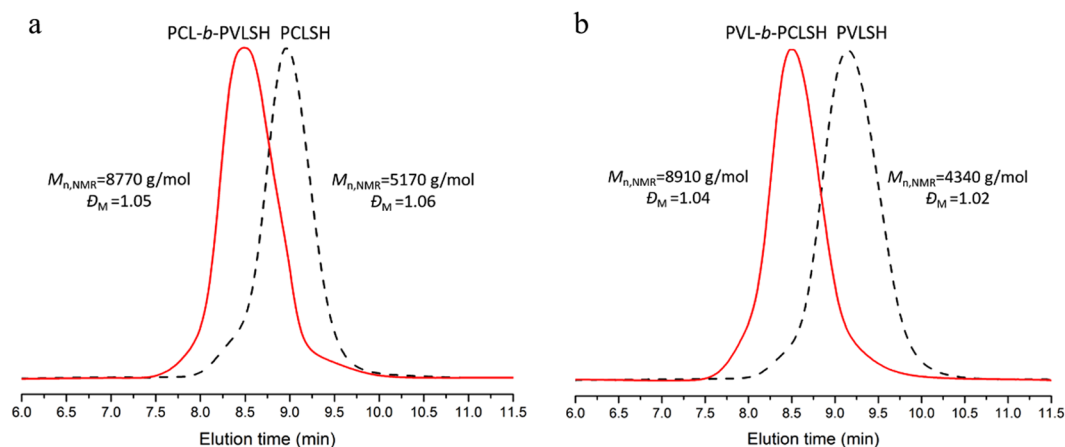 a
PCL-b-PVLSH PCLSH
Mn,NMR=8770 g/mol
ĐM=1.05
Mn,NMR=5170 g/mol
ĐM=1.06
6.0 6.5 7.0 7.5 8.0 8.5 9.0 9.5 10.0 10.5 11.0 11.5
Elution time (min)
b
PVL-b-PCLSH PVLSH
Mn,NMR=8910 g/mol
ĐM=1.04
Mn,NMR=4340 g/mol
ĐM=1.02
6.0 6.5 7.0 7.5 8.0 8.5 9.0 9.5 10.0 10.5 11.0 11.5
Elution time (min)